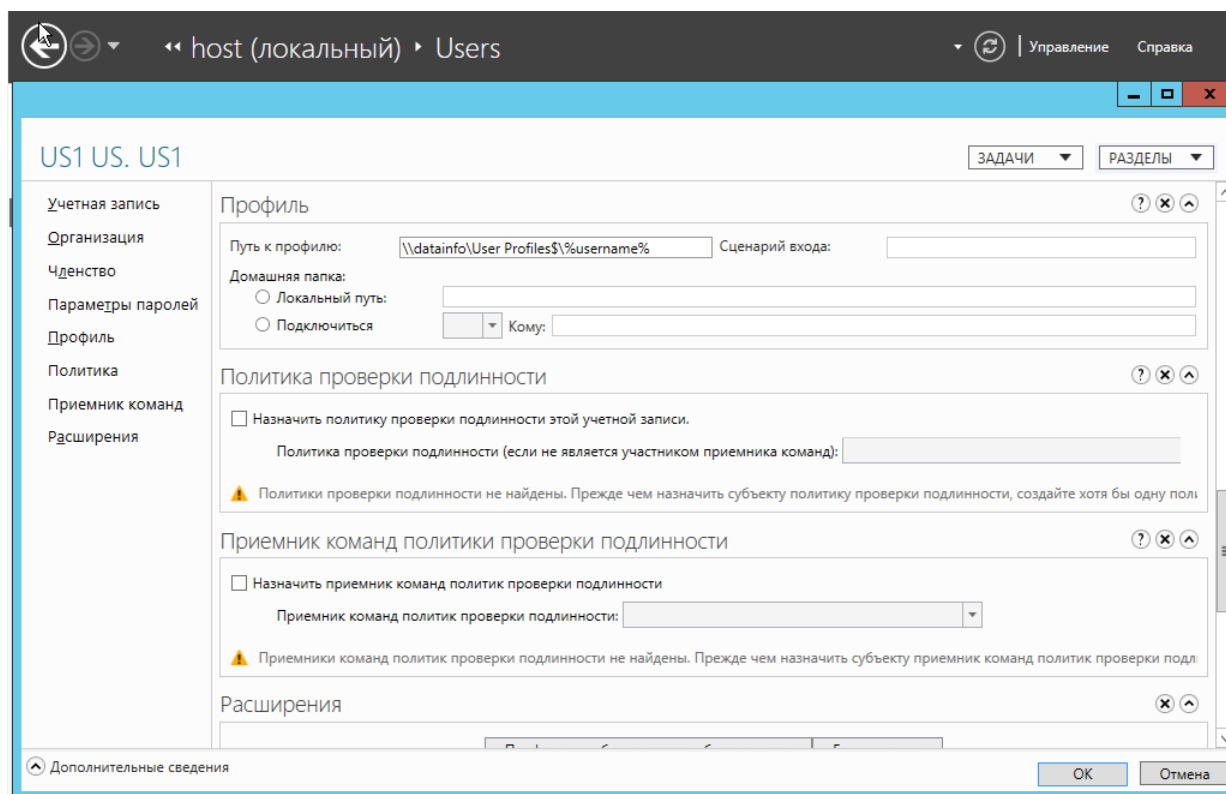 host (локальный) Users
Управление Справка
US1 US. US1
ЗАДАЧИ РАЗДЕЛЫ
Учетная запись
Организация
Членство
Параметры паролей
Профиль
Политика
Приемник команд
Расширения
Профиль
Путь к профилю: \\datainfo\User Profiles$\%username% Сценарий входа:
Домашняя папка:
Локальный путь:
Подключиться Кому:
Политика проверки подлинности
Назначить политику проверки подлинности этой учетной записи.
Политика проверки подлинности (если не является участником приемника команд):
Политики проверки подлинности не найдены. Прежде чем назначить субъекту политику проверки подлинности, создайте хотя бы одну поли
Приемник команд политики проверки подлинности
Назначить приемник команд политик проверки подлинности
Приемник команд политик проверки подлинности:
Приемники команд политик проверки подлинности не найдены. Прежде чем назначить субъекту приемник команд политик проверки подл
Расширения
Дополнительные сведения
ОК Отмена